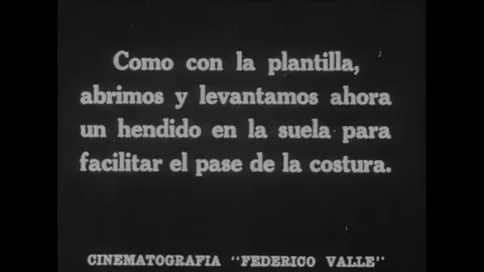 Como con la plantilla,
abrimos y levantamos ahora
un hendido en la suela para
facilitar el pase de la costura.
CINEMATOGRAFIA "FEDERICO VALLE"